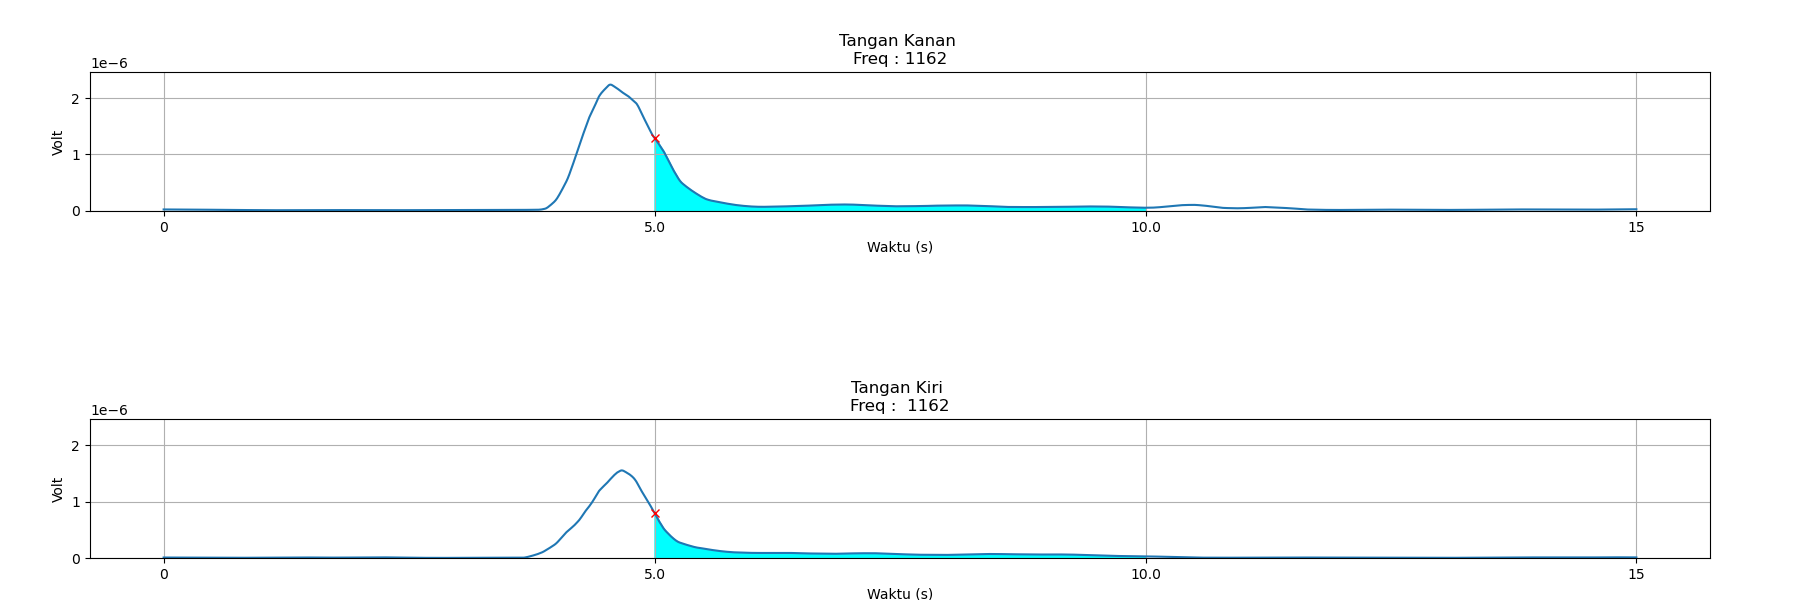 Tangan Kanan
Freq : 1162
1e−6
2
1
0
Volt
0 5.0 10.0 15
Waktu (s)
Tangan Kiri
Freq :  1162
1e−6
2
1
0
Volt
0 5.0 10.0 15
Waktu (s)